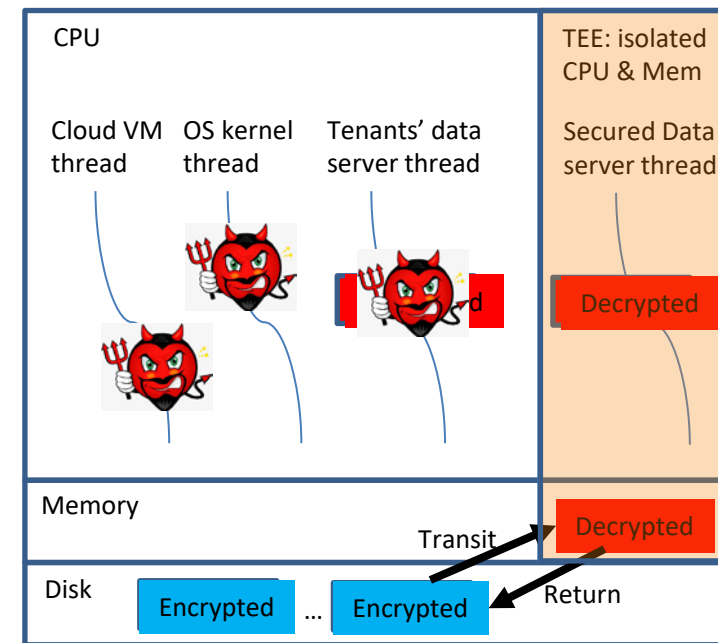 CPU
TEE: isolated
CPU & Mem
Cloud VM
thread
OS kernel
thread
Tenants’ data
server thread
Secured Data
server thread
d
Decrypted
Memory
Decrypted
Transit
Disk
Encrypted
...
Encrypted
Return